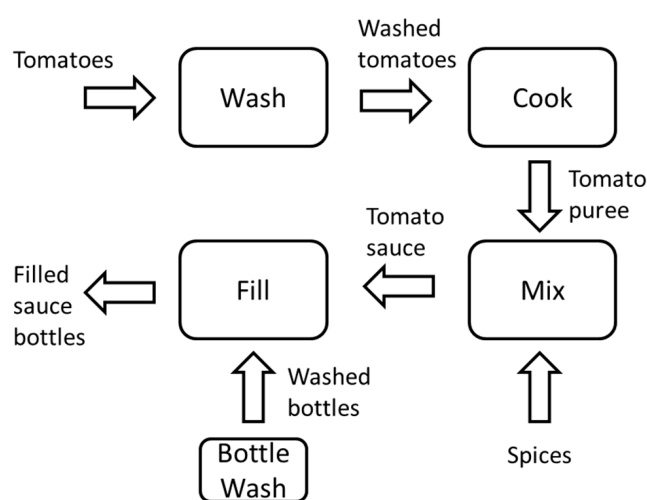 Tomatoes
Wash
Washed
tomatoes
Cook
Tomato
puree
Mix
Spices
Tomato
sauce
Fill
Washed
bottles
Bottle
Wash
Filled
sauce
bottles